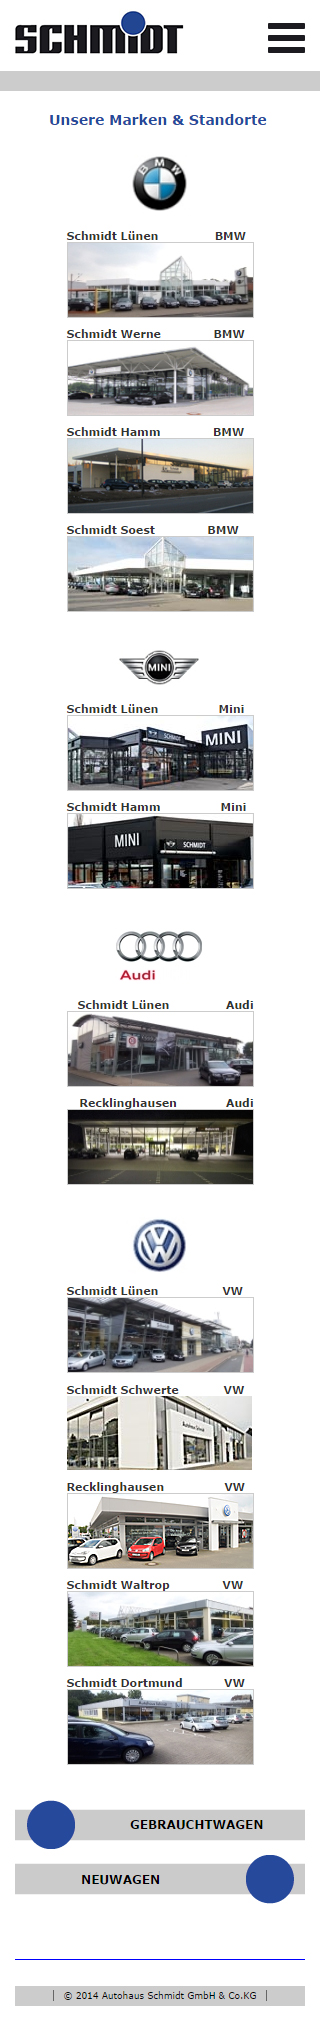 SCHMIDT
Unsere Marken & Standorte
BMW
Schmidt Lünen BMW
Schmidt Werne BMW
Schmidt Hamm BMW
Schmidt Soest BMW
MINI
Schmidt Lünen Mini
SCHMIDT MINI
Schmidt Hamm Mini
MINI SCHMIDT
Audi
Schmidt Lünen Audi
Recklinghausen Audi
Schmidt Lünen VW
Schmidt Schwerte VW
Recklinghausen VW
Schmidt Waltrop VW
Schmidt Dortmund VW
GEBRAUCHTWAGEN
NEUWAGEN
| © 2014 Autohaus Schmidt GmbH & Co.KG |